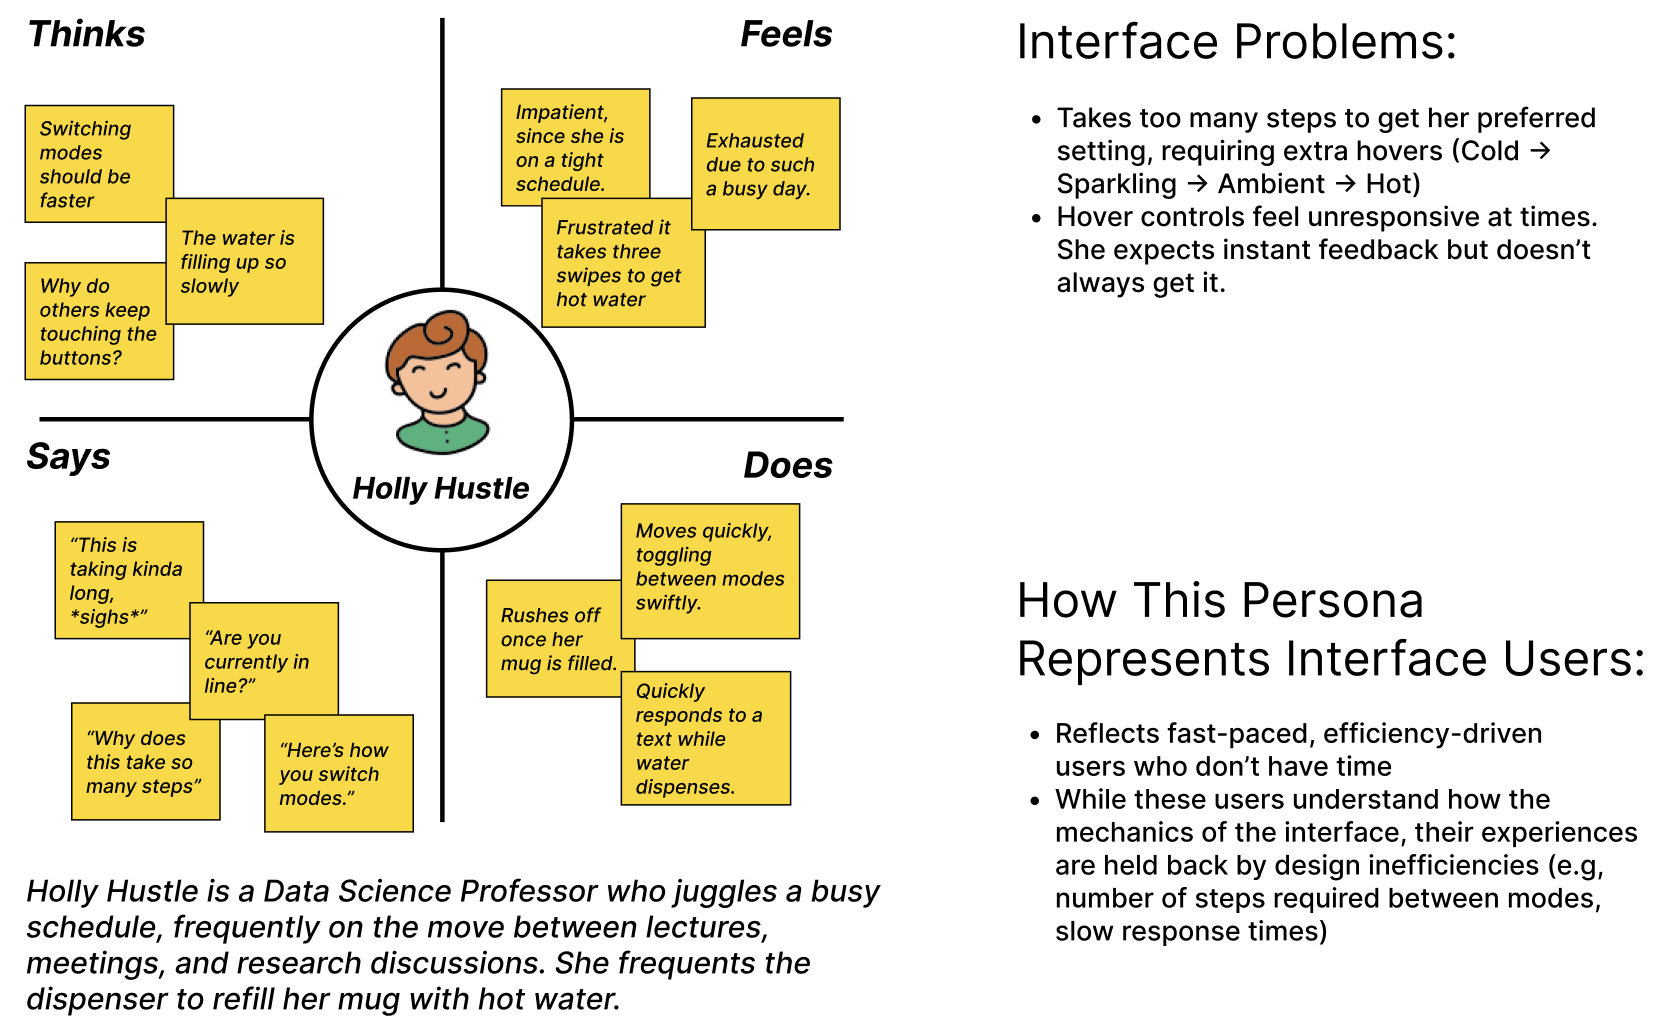 Thinks
Switching
modes
should be
faster
The water is
filling up so
slowly
Why do
others keep
touching the
buttons?
Feels
Impatient,
since she is
on a tight
schedule.
Exhausted
due to such
a busy day.
Frustrated it
takes three
swipes to get
hot water
Holly Hustle
Says
“This is
taking kinda
long,
*sighs*”
“Are you
currently in
line?”
“Why does
this take so
many steps”
“Here’s how
you switch
modes.”
Does
Moves quickly,
toggling
between modes
swiftly.
Rushes off
once her
mug is filled.
Quickly
responds to a
text while
water
dispenses.
Holly Hustle is a Data Science Professor who juggles a busy
schedule, frequently on the move between lectures,
meetings, and research discussions. She frequents the
dispenser to refill her mug with hot water.
Interface Problems:
• Takes too many steps to get her preferred
setting, requiring extra hovers (Cold →
Sparkling → Ambient → Hot)
• Hover controls feel unresponsive at times.
She expects instant feedback but doesn’t
always get it.
How This Persona
Represents Interface Users:
• Reflects fast-paced, efficiency-driven
users who don’t have time
• While these users understand how the
mechanics of the interface, their experiences
are held back by design inefficiencies (e.g,
number of steps required between modes,
slow response times)